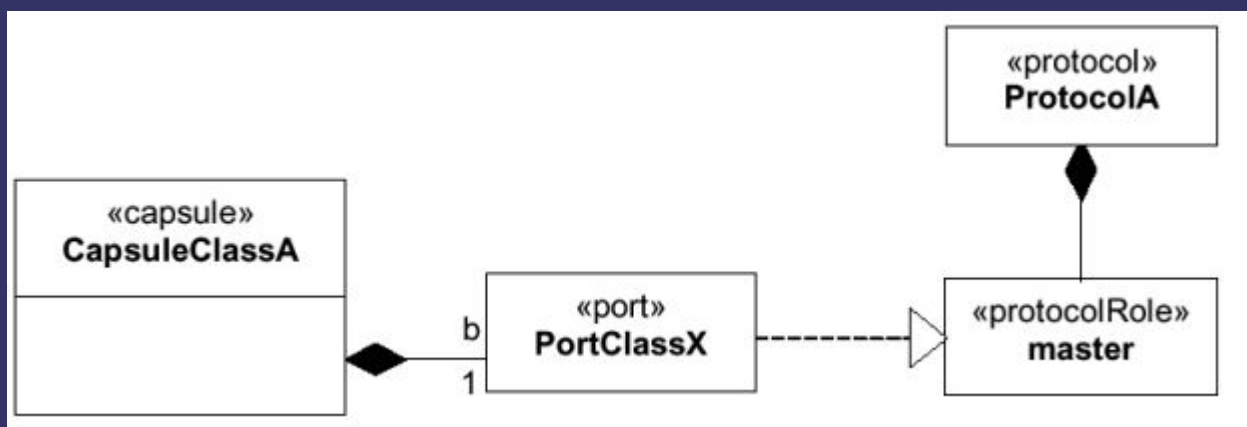 «protocol»
ProtocolA
«capsule»
CapsuleClassA
b
1
«port»
PortClassX
«protocolRole»
master